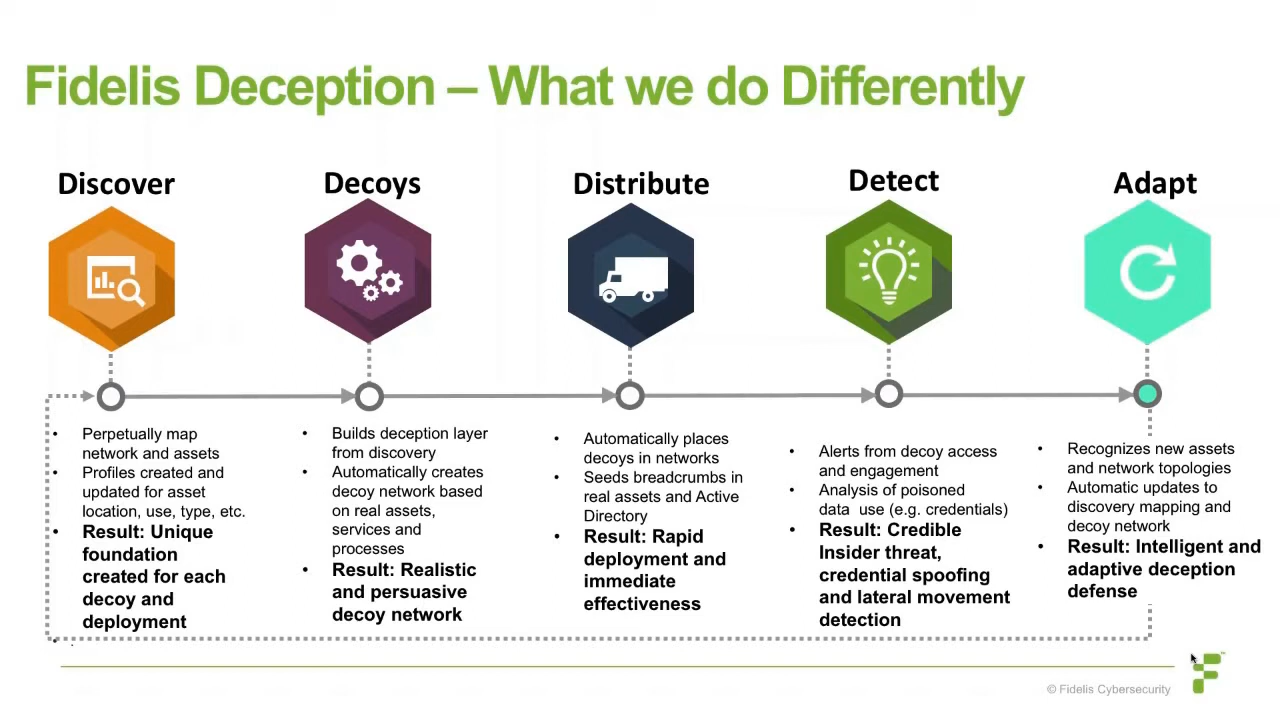 Fidelis Deception – What we do Differently
Discover
Decoys
Distribute
Detect
Adapt
• Perpetually map
network and assets
• Profiles created and
updated for asset
location, use, type, etc.
• Result: Unique
foundation
created for each
decoy and
deployment
• .
• Builds deception layer
from discovery
• Automatically creates
decoy network based
on real assets,
services and
processes
• Result: Realistic
and persuasive
decoy network
• Automatically places
decoys in networks
• Seeds breadcrumbs in
real assets and Active
Directory
• Result: Rapid
deployment and
immediate
effectiveness
• Alerts from decoy access
and engagement
• Analysis of poisoned
data use (e.g. credentials)
• Result: Credible
Insider threat,
credential spoofing
and lateral movement
detection
• Recognizes new assets
and network topologies
• Automatic updates to
discovery mapping and
decoy network
• Result: Intelligent and
adaptive deception
defense
© Fidelis Cybersecurity